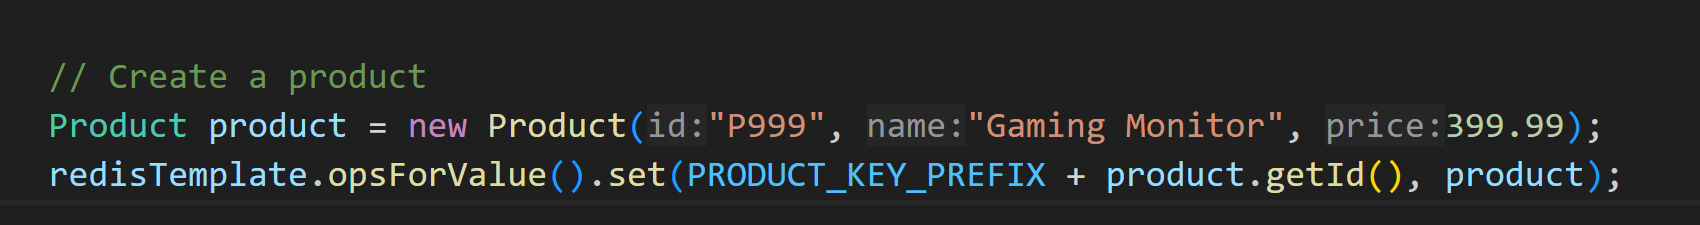 // Create a product
Product product = new Product(id:"P999", name:"Gaming Monitor", price:399.99);
redisTemplate.opsForValue().set(PRODUCT_KEY_PREFIX + product.getId(), product);